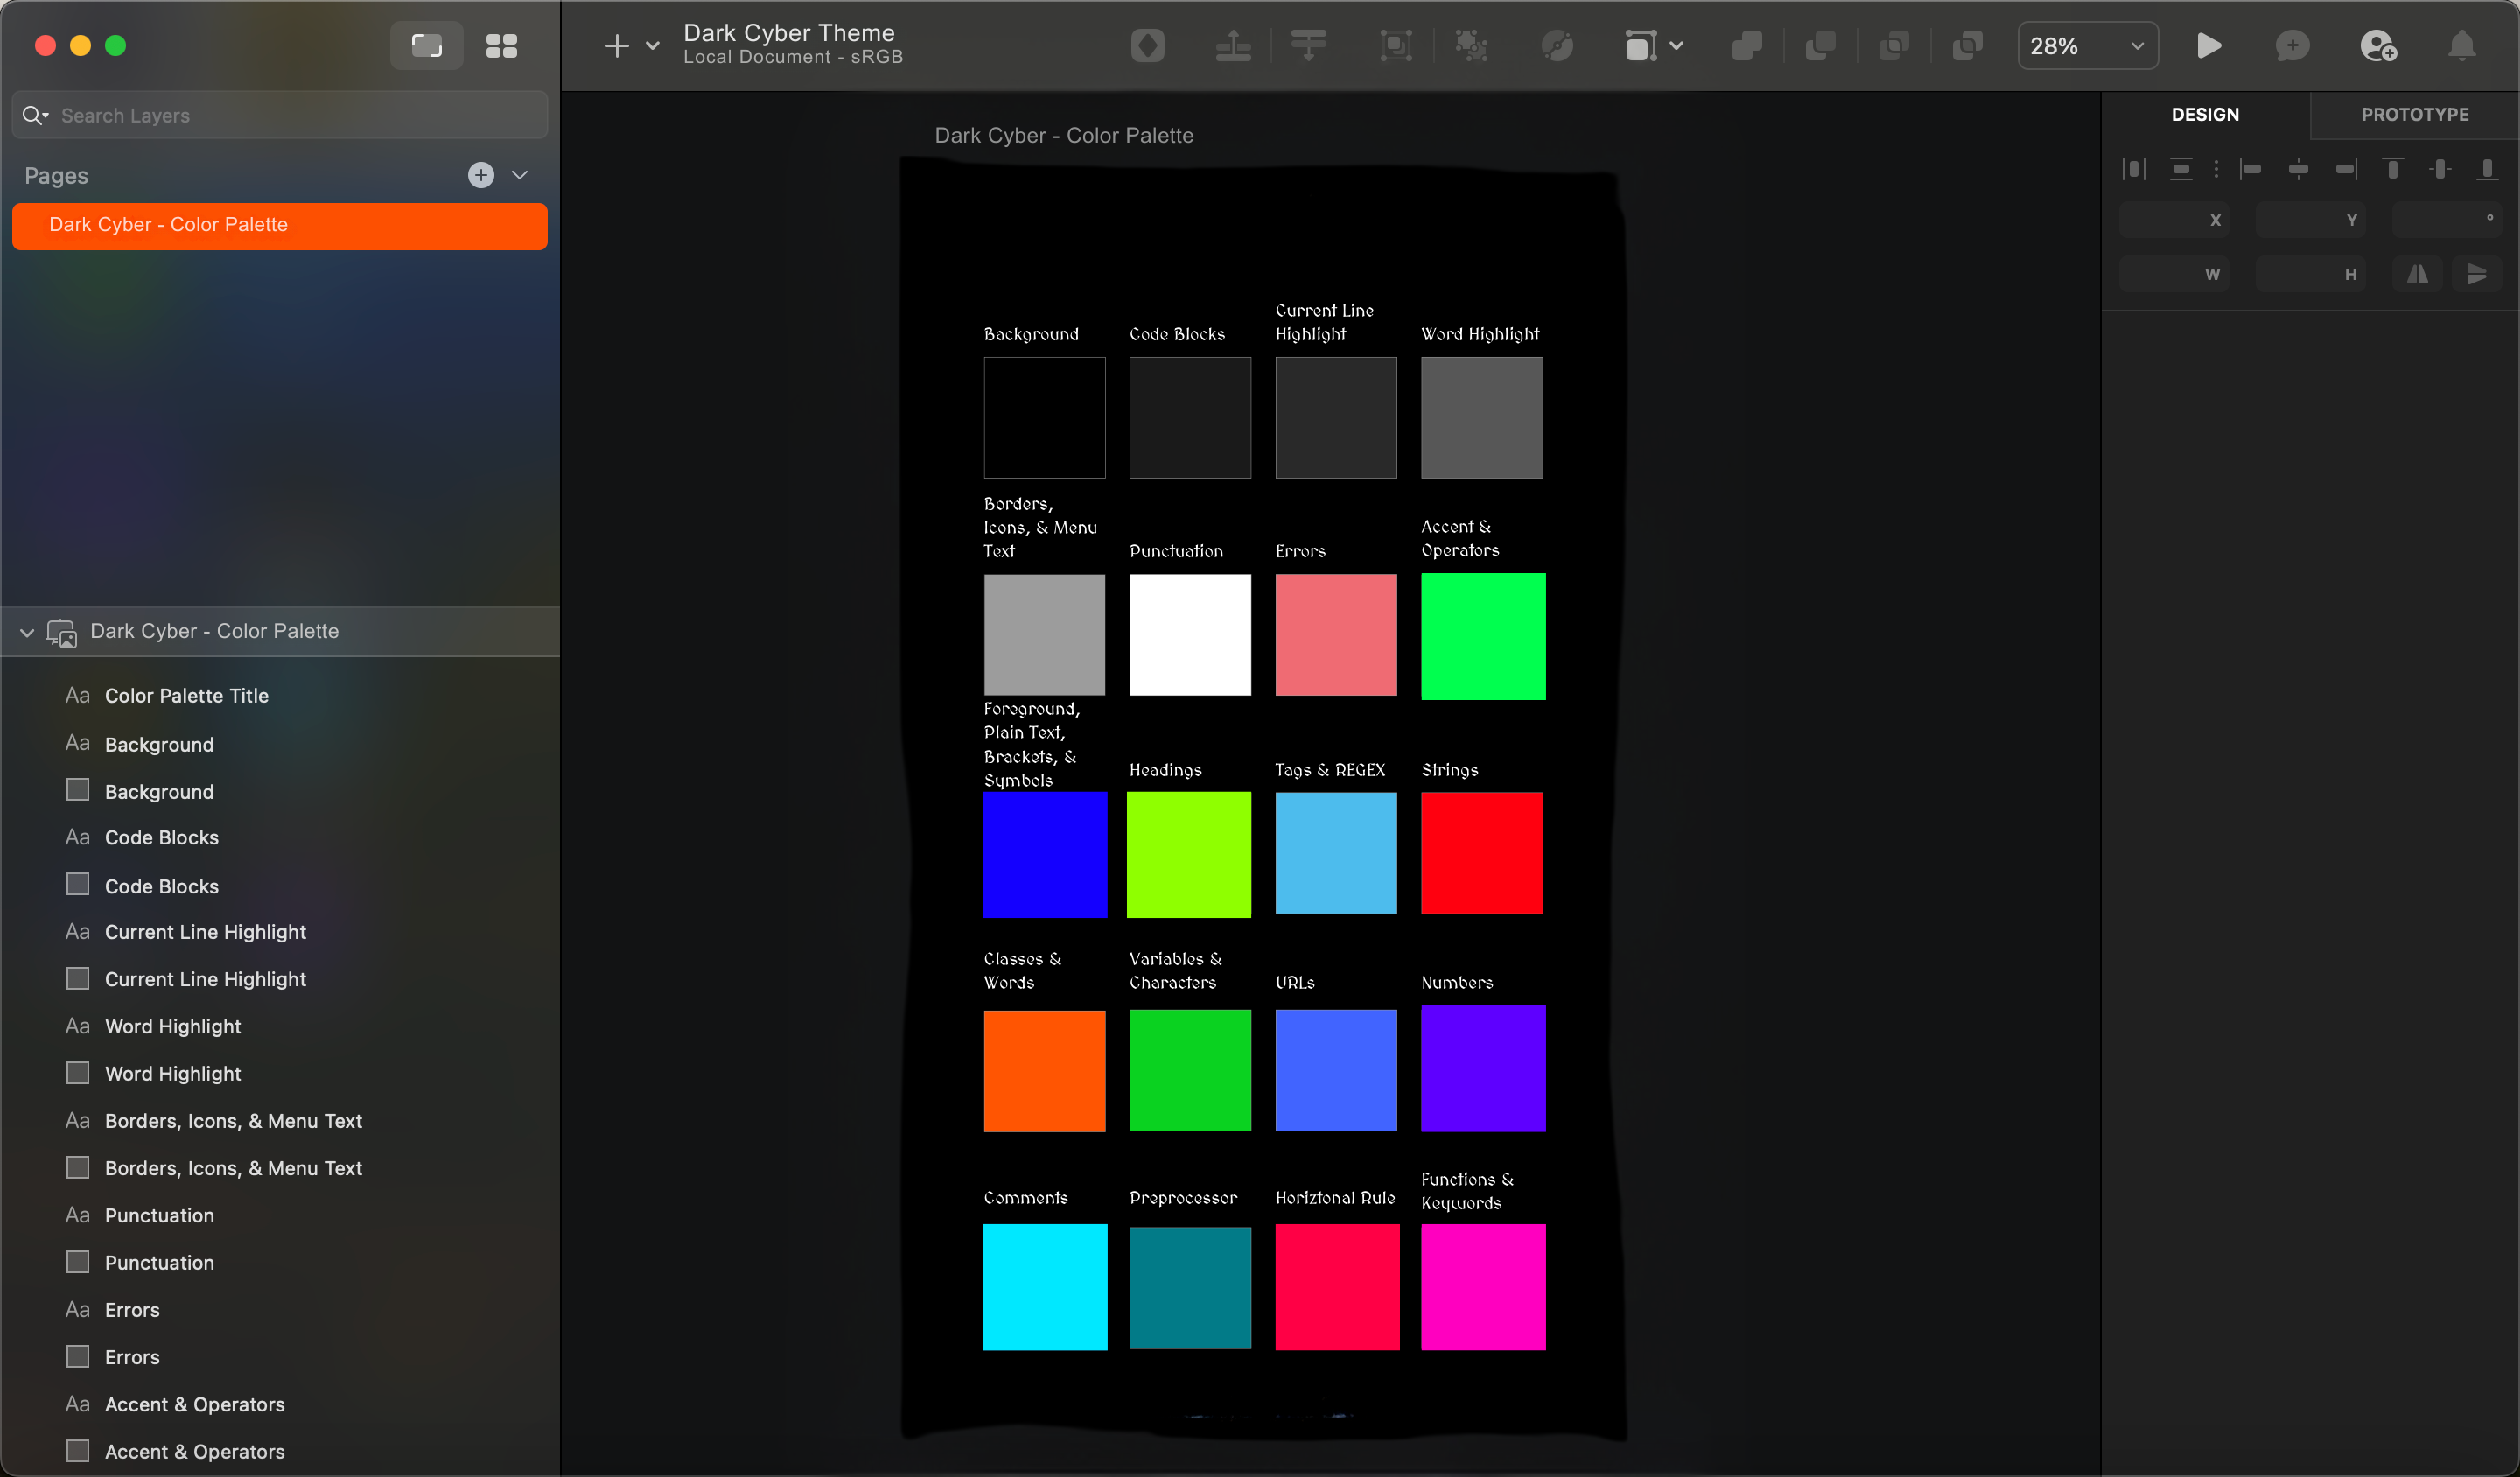 Dark Cyber Theme
Local Document - sRGB
28%
Search Layers
Pages
Dark Cyber - Color Palette
Dark Cyber - Color Palette
Aa Color Palette Title
Aa Background
Background
Aa Code Blocks
Code Blocks
Aa Current Line Highlight
Current Line Highlight
Aa Word Highlight
Word Highlight
Aa Borders, Icons, & Menu Text
Borders, Icons, & Menu Text
Aa Punctuation
Punctuation
Aa Errors
Errors
Aa Accent & Operators
Accent & Operators
Dark Cyber - Color Palette
Background
Code Blocks
Current Line
Highlight
Word Highlight
Borders,
Icons, & Menu
Text
Punctuation
Errors
Accent &
Operators
Foreground,
Plain Text,
Brackets, &
Symbols
Headings
Tags & REGEX
Strings
Classes &
Words
Variables &
Characters
URLs
Numbers
Comments
Preprocessor
Horiztonal Rule
Functions &
Keywords
DESIGN
PROTOTYPE
X
Y
°
W
H